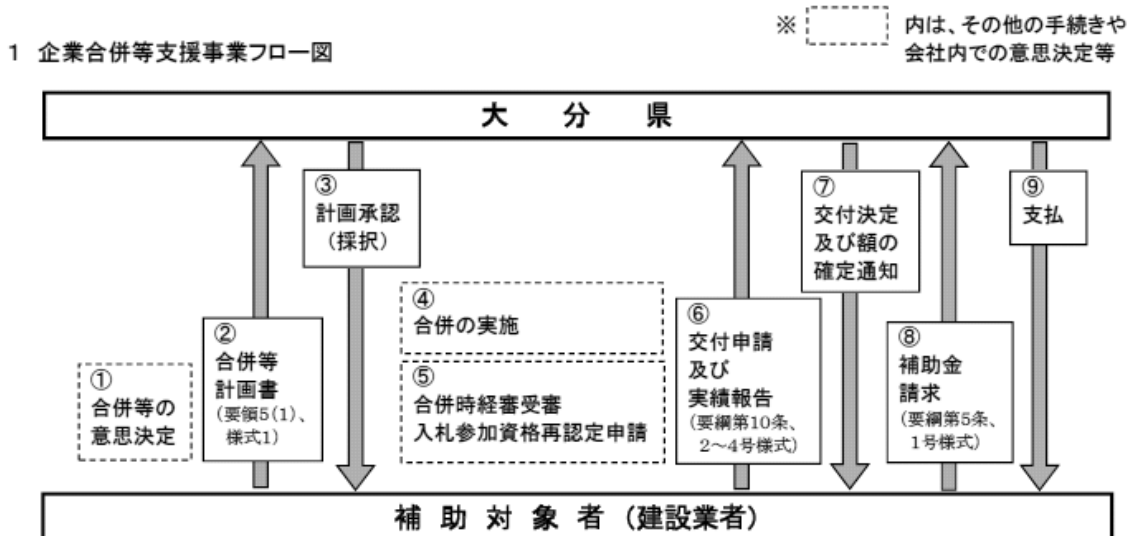 ※ 内は、その他の手続きや
会社内での意思決定等
1 企業合併等支援事業フロー図
大 分 県
①
合併等の
意思決定
②
合併等
計画書
(要領5(1)、
様式1)
③
計画承認
(採択)
④
合併の実施
⑤
合併時経審受審
入札参加資格再認定申請
⑥
交付申請
及び
実績報告
(要綱第10条、
2～4号様式)
⑦
交付決定
及び額の
確定通知
⑧
補助金
請求
(要綱第5条、
1号様式)
⑨
支払
補 助 対 象 者 (建設業者)